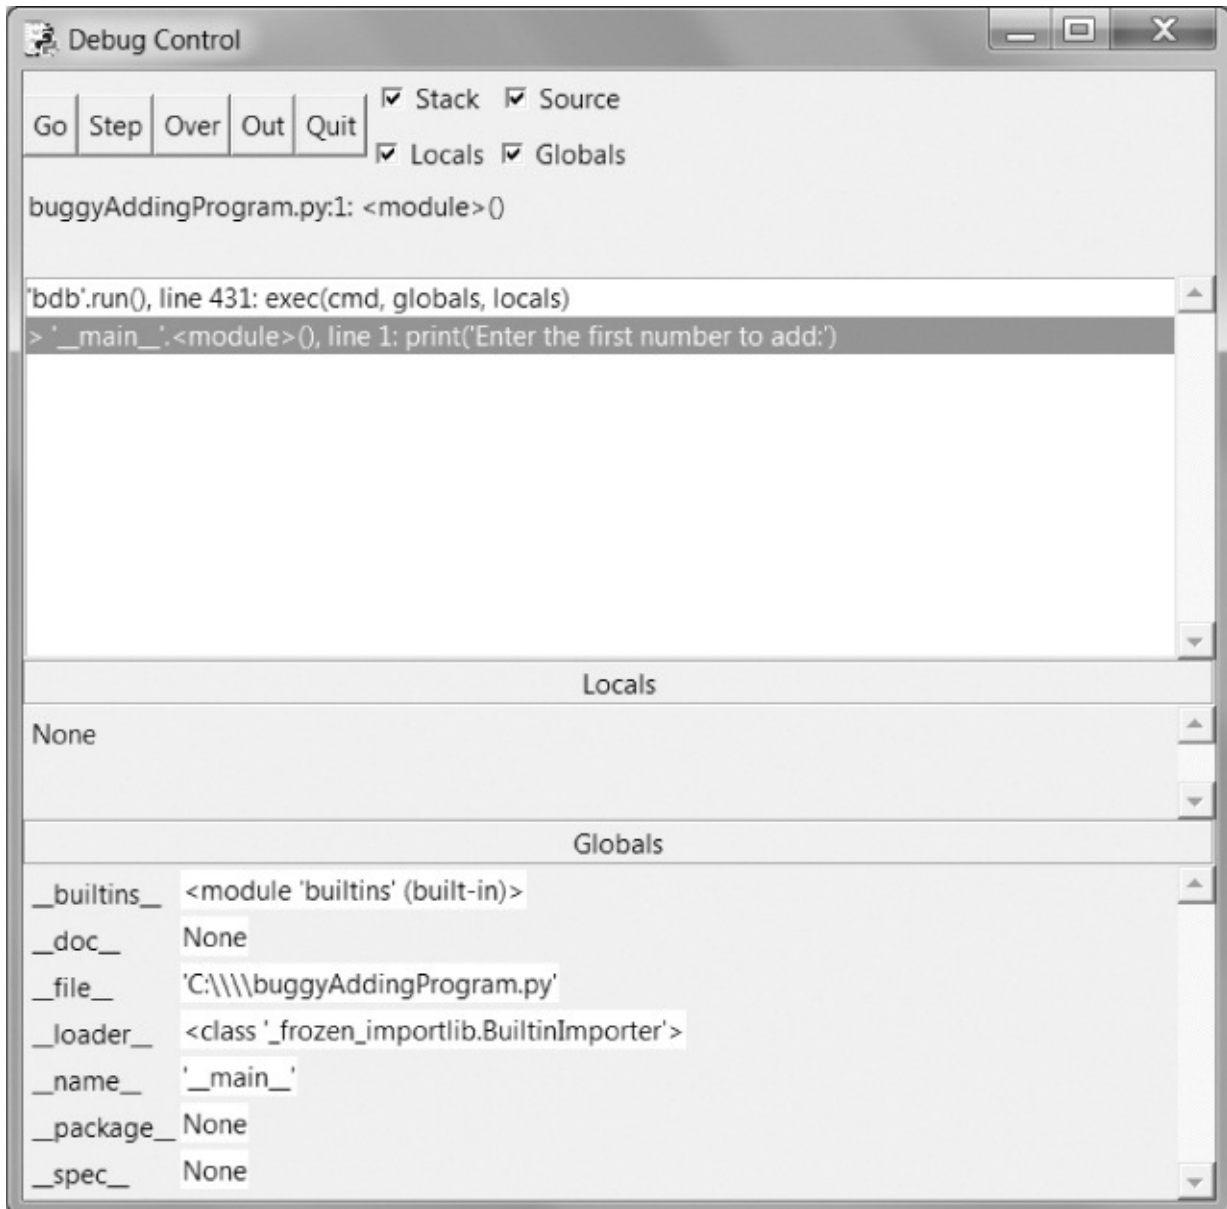 Debug Control
Go Step Over Out Quit
Stack Source
Locals Globals
buggyAddingProgram.py:1: <module>()
'bdb'.run(), line 431: exec(cmd, globals, locals)
> '__main__'.<module>(), line 1: print('Enter the first number to add:')
Locals
None
Globals
__builtins__ <module 'builtins' (built-in)>
__doc__ None
__file__ 'C:\\\\buggyAddingProgram.py'
__loader__ <class '_frozen_importlib.BuiltinImporter'>
__name__ '__main__'
__package__ None
__spec__ None